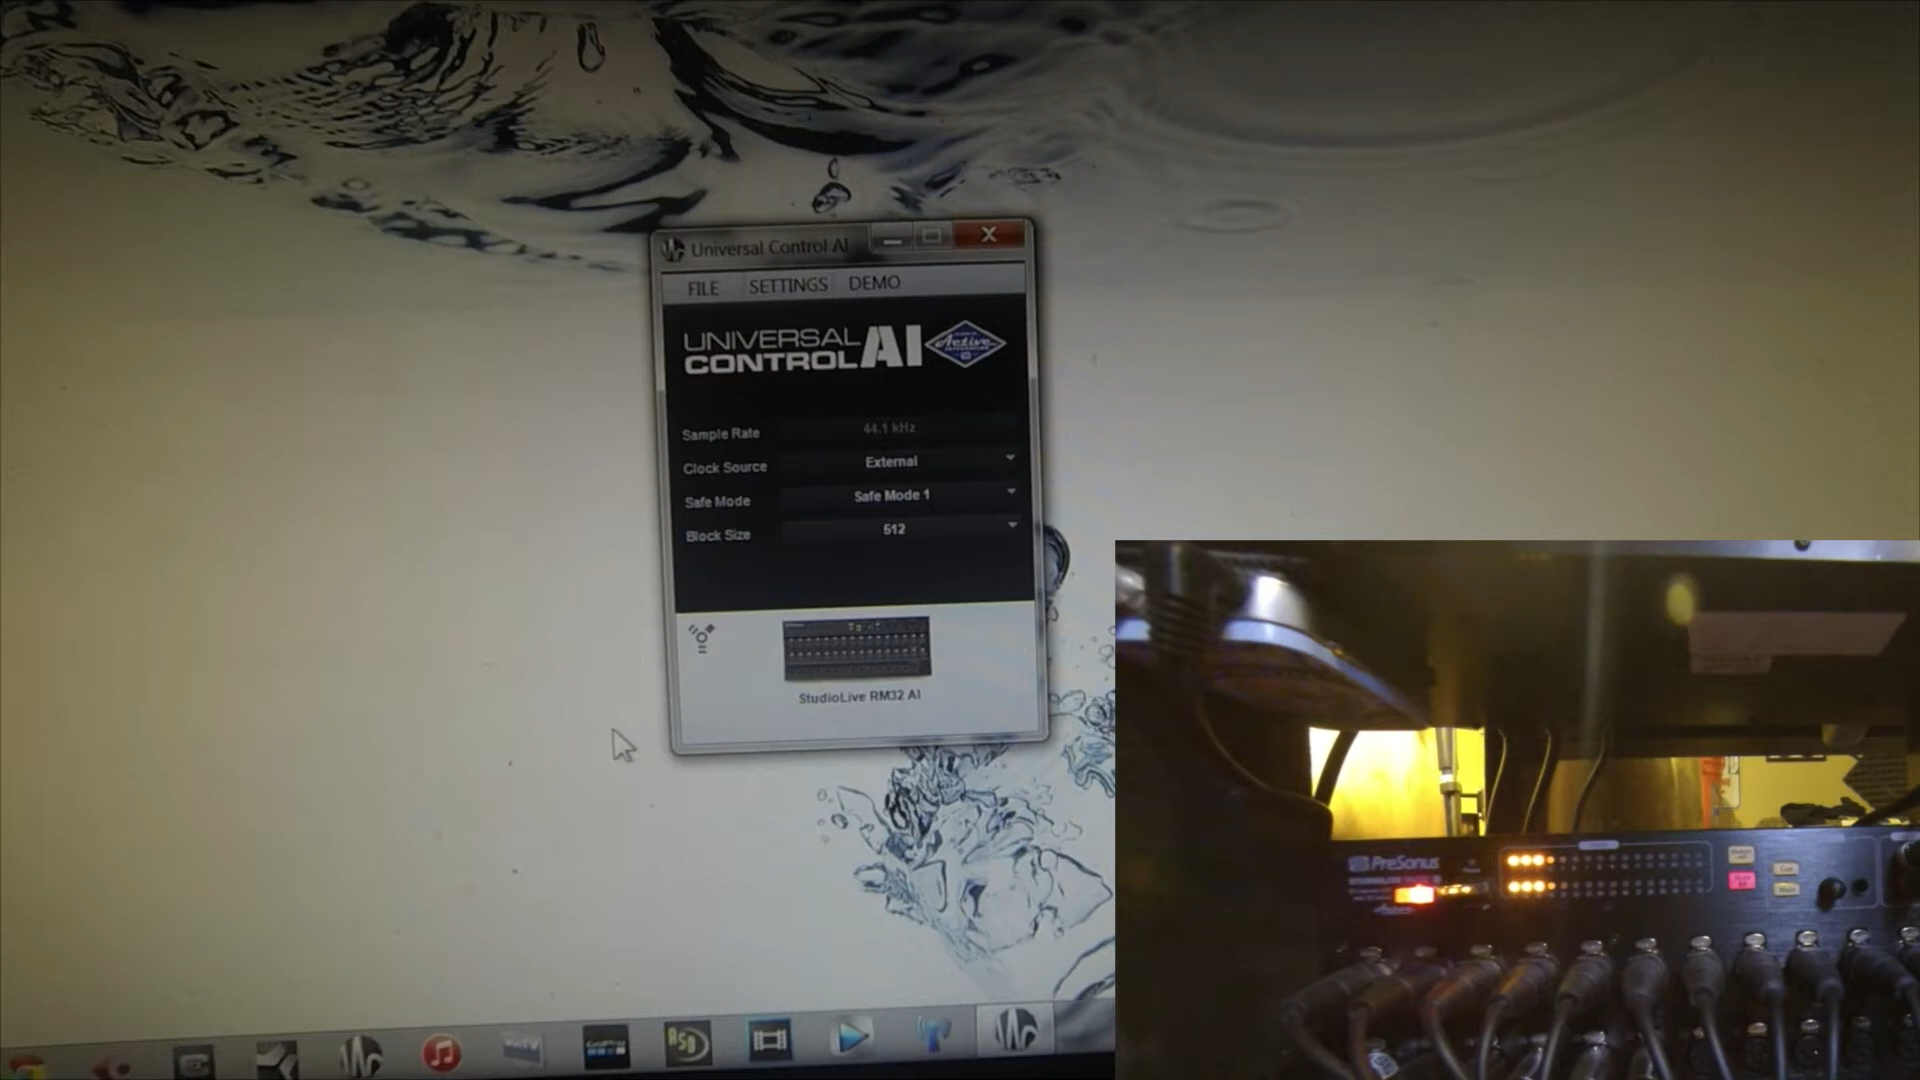 Universal Control AI
FILE SETTINGS DEMO
UNIVERSAL
CONTROL AI
Active
Sample Rate 44.1 kHz
Clock Source External
Safe Mode Safe Mode 1
Block Size 512
StudioLive RM32 AI
PreSonus